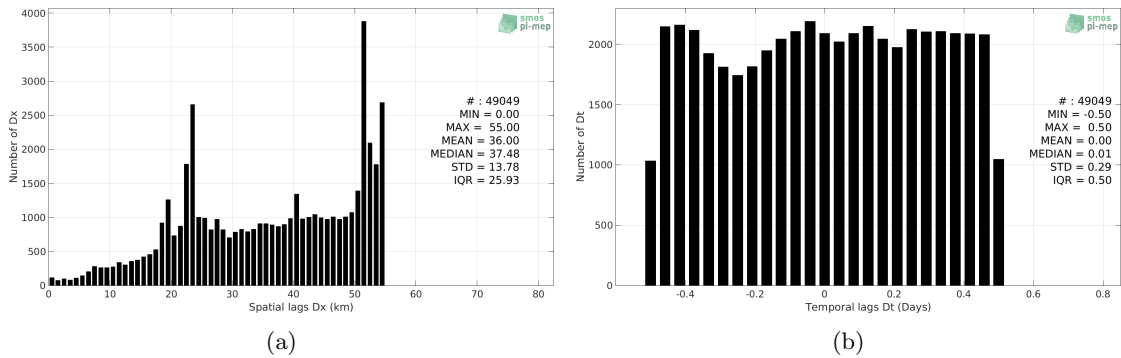 smos
pi-mep
4000
3500
3000
2500
2000
1500
1000
500
0
Number of Dx
# : 49049
MIN = 0.00
MAX = 55.00
MEAN = 36.00
MEDIAN = 37.48
STD = 13.78
IQR = 25.93
0 10 20 30 40 50 60 70 80
Spatial lags Dx (km)
(a)
smos
pi-mep
2000
1500
1000
500
0
Number of Dt
# : 49049
MIN = -0.50
MAX = 0.50
MEAN = 0.00
MEDIAN = 0.01
STD = 0.29
IQR = 0.50
-0.4 -0.2 0 0.2 0.4 0.6 0.8
Temporal lags Dt (Days)
(b)